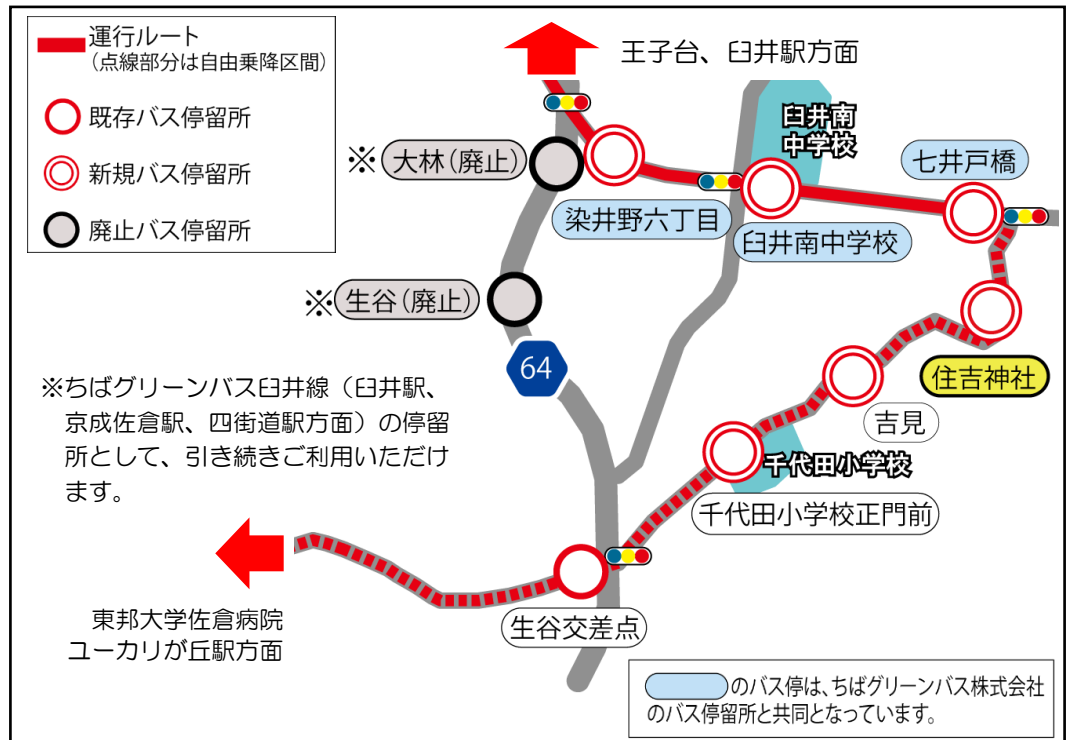 運行ルート
(点線部分は自由乗降区間)
既存バス停留所
新規バス停留所
廃止バス停留所
王子台、臼井駅方面
臼井南
中学校
※
大林(廃止)
七井戸橋
染井野六丁目
臼井南中学校
※
生谷(廃止)
64
住吉神社
※ちばグリーンバス臼井線(臼井駅、
京成佐倉駅、四街道駅方面)の停留
所として、引き続きご利用いただけ
ます。
吉見
千代田小学校
千代田小学校正門前
東邦大学佐倉病院
ユーカリが丘駅方面
生谷交差点
のバス停は、ちばグリーンバス株式会社
のバス停留所と共同となっています。